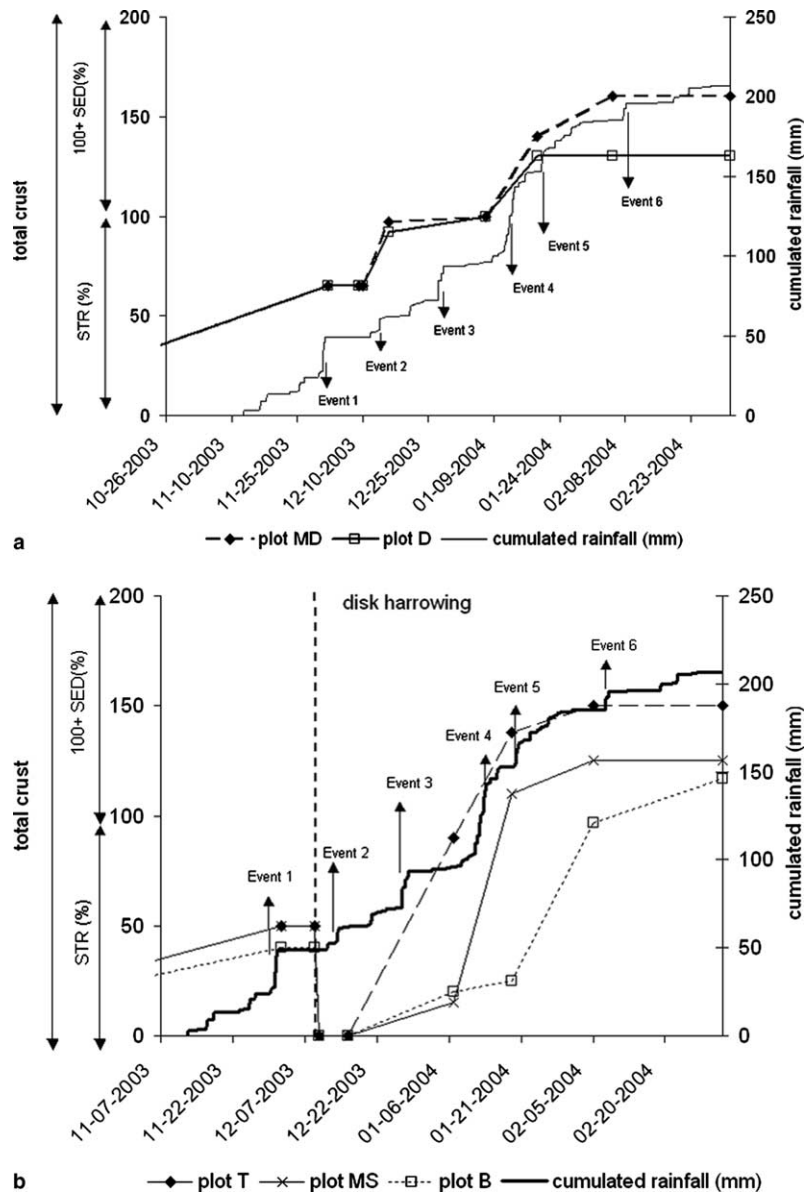 200
150
100
50
0
total crust
100+ SED(%)
STR (%)
250
200
150
100
50
0
cumulated rainfall (mm)
Event 1
Event 2
Event 3
Event 4
Event 5
Event 6
10-26-2003
11-10-2003
11-25-2003
12-10-2003
12-25-2003
01-09-2004
01-24-2004
02-08-2004
02-23-2004
a
plot MD plot D cumulated rainfall (mm)
200
150
100
50
0
total crust
100+ SED(%)
STR (%)
250
200
150
100
50
0
cumulated rainfall (mm)
disk harrowing
Event 1
Event 2
Event 3
Event 4
Event 5
Event 6
11-07-2003
11-22-2003
12-07-2003
12-22-2003
01-06-2004
01-21-2004
02-05-2004
02-20-2004
b
plot T plot MS plot B cumulated rainfall (mm)